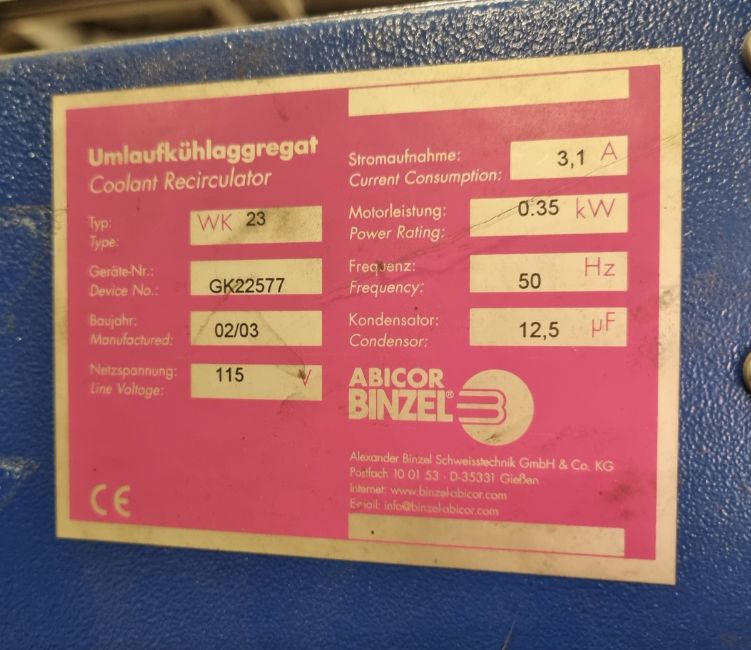 Umlaufkühlaggregat
Coolant Recirculator
Typ: WK 23
Type:
Geräte-Nr.:
Device No.: GK22577
Baujahr:
Manufactured: 02/03
Netzspannung: 115 V
Line Voltage:
CE
Stromaufnahme: 3,1 A
Current Consumption:
Motorleistung: 0.35 kW
Power Rating:
Frequenz: Hz
Frequency: 50
Kondensator: 12,5 µF
Condensor:
ABICOR
BINZEL®
Alexander Binzel Schweisstechnik GmbH & Co. KG
Postfach 10 01 53 · D-35331 Gießen
Internet: www.binzel-abicor.com
E-mail: info@binzel-abicor.com